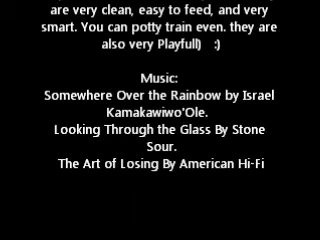 are very clean, easy to feed, and very
smart. You can potty train even. they are
also very Playfull)   :)
Music:
Somewhere Over the Rainbow by Israel
Kamakawiwo'Ole.
Looking Through the Glass By Stone
Sour.
The Art of Losing By American Hi-Fi